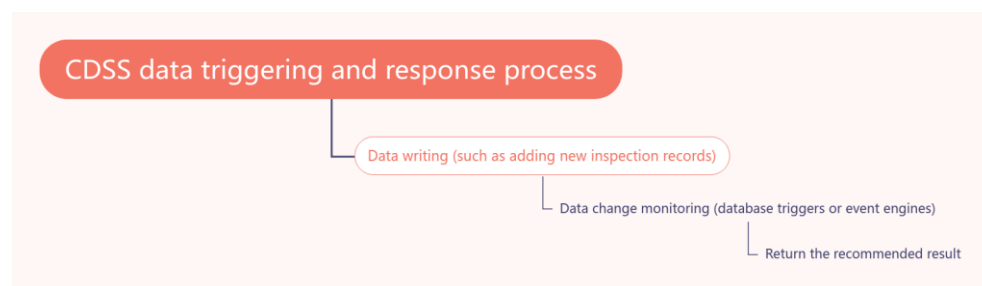 CDSS data triggering and response process
Data writing (such as adding new inspection records)
Data change monitoring (database triggers or event engines)
Return the recommended result